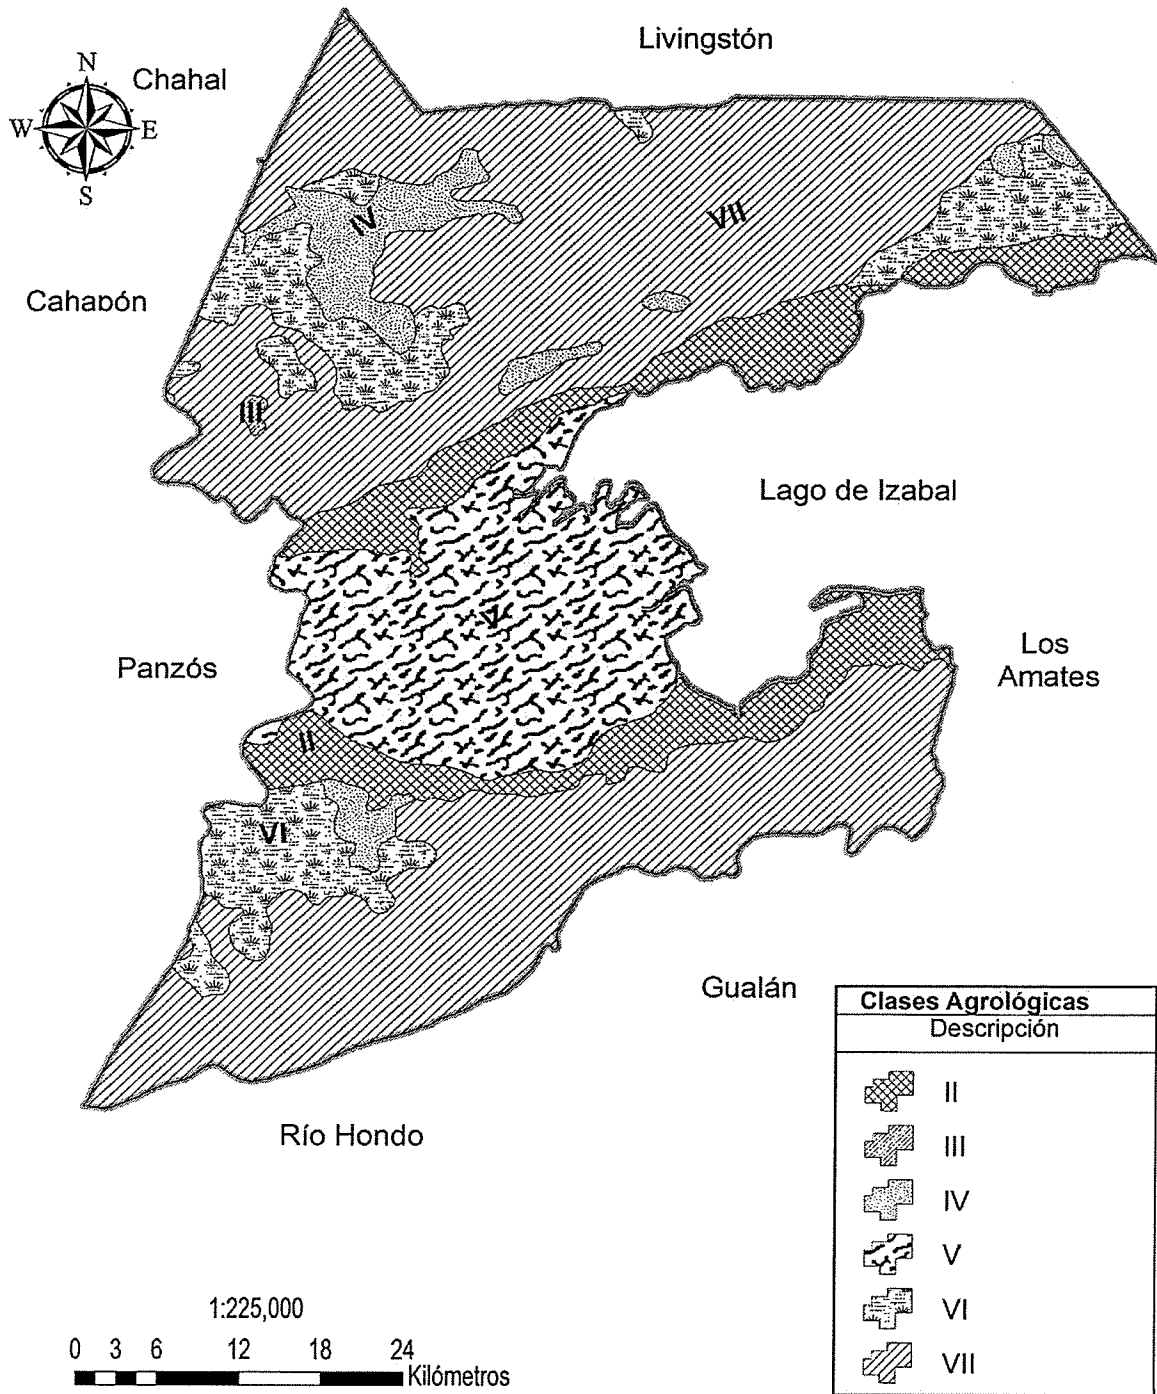 Livingstón
N
Chahal
W
E
S
IV
VII
Cahabón
III
Lago de Izabal
V
Los
Amates
Panzós
II
VI
Gualán
Clases Agrológicas
Descripción
II
III
IV
V
VI
VII
Río Hondo
1:225,000
0 3 6 12 18 24
Kilómetros